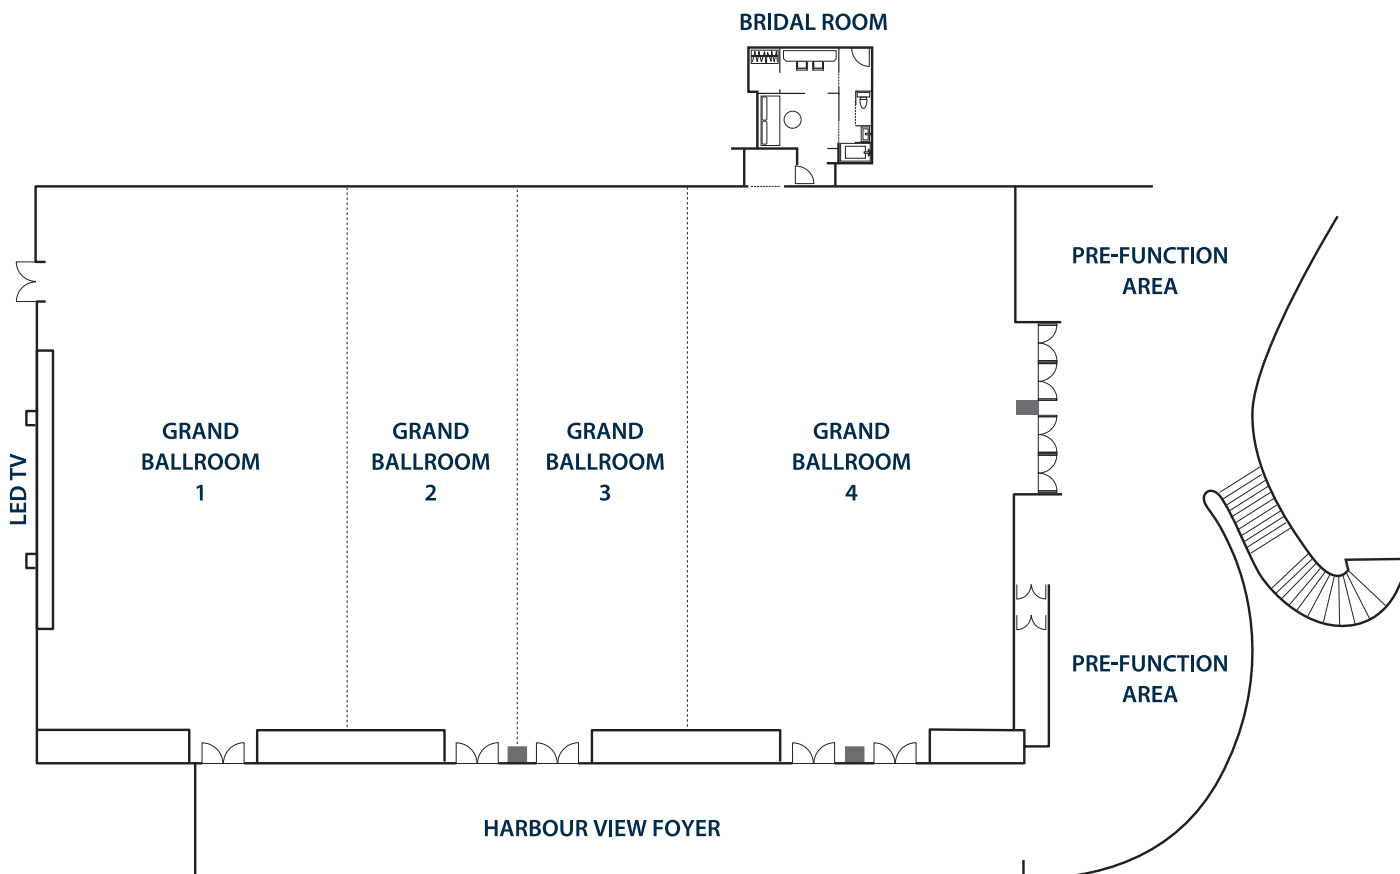 BRIDAL ROOM
PRE-FUNCTION
AREA
LED TV
GRAND
BALLROOM
1
GRAND
BALLROOM
2
GRAND
BALLROOM
3
GRAND
BALLROOM
4
PRE-FUNCTION
AREA
HARBOUR VIEW FOYER